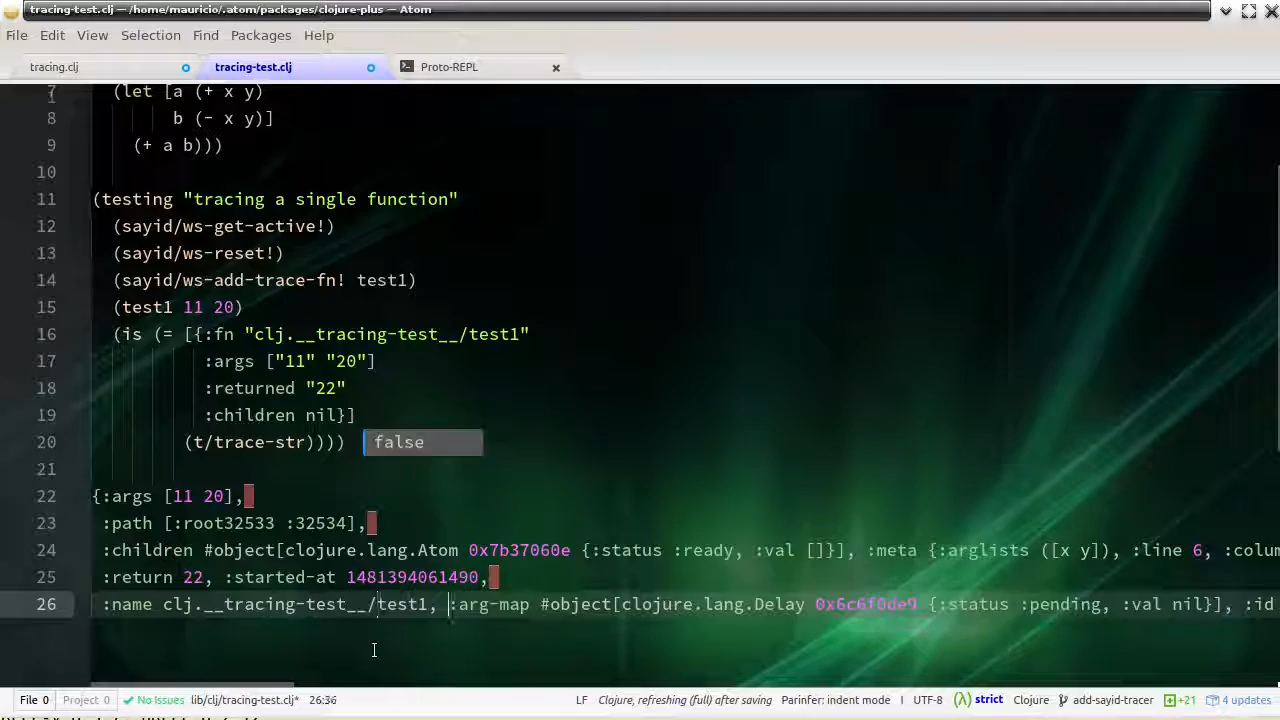 tracing-test.clj — /home/mauricio/.atom/packages/clojure-plus — Atom
File Edit View Selection Find Packages Help
tracing.clj tracing-test.clj Proto-REPL
7 (let [a (+ x y)
8 b (- x y)]
9 (+ a b)))
10
11 (testing "tracing a single function"
12 (sayid/ws-get-active!)
13 (sayid/ws-reset!)
14 (sayid/ws-add-trace-fn! test1)
15 (test1 11 20)
16 (is (= [{:fn "clj.__tracing-test__/test1"
17 :args ["11" "20"]
18 :returned "22"
19 :children nil}]
20 (t/trace-str)))) false
21
22 {:args [11 20],
23 :path [:root32533 :32534],
24 :children #object[clojure.lang.Atom 0x7b37060e {:status :ready, :val []}], :meta {:arglists ([x y]), :line 6, :colum
25 :return 22, :started-at 1481394061490,
26 :name clj.__tracing-test__/test1, :arg-map #object[clojure.lang.Delay 0x6c6f0de9 {:status :pending, :val nil}], :id
File 0 Project 0 No Issues lib/clj/tracing-test.clj* 26:36 LF Clojure, refreshing (full) after saving Parinfer: indent mode UTF-8 (λ) strict Clojure add-sayid-tracer +21 4 updates